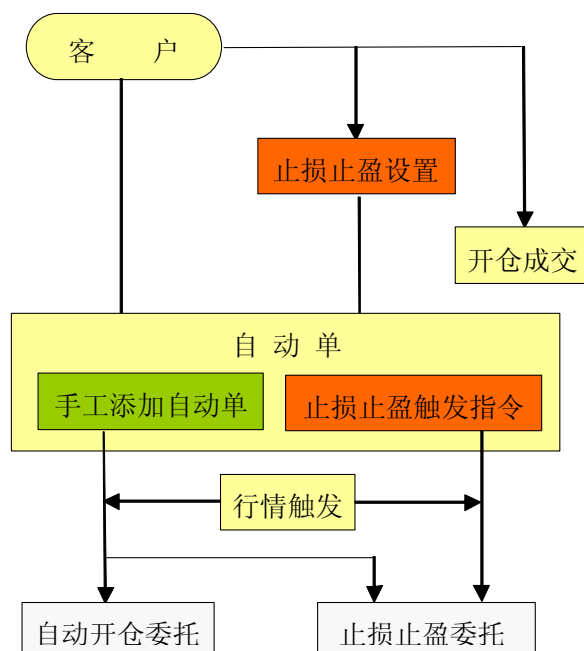 客 户
止损止盈设置
开仓成交
自 动 单
手工添加自动单
止损止盈触发指令
行情触发
自动开仓委托
止损止盈委托